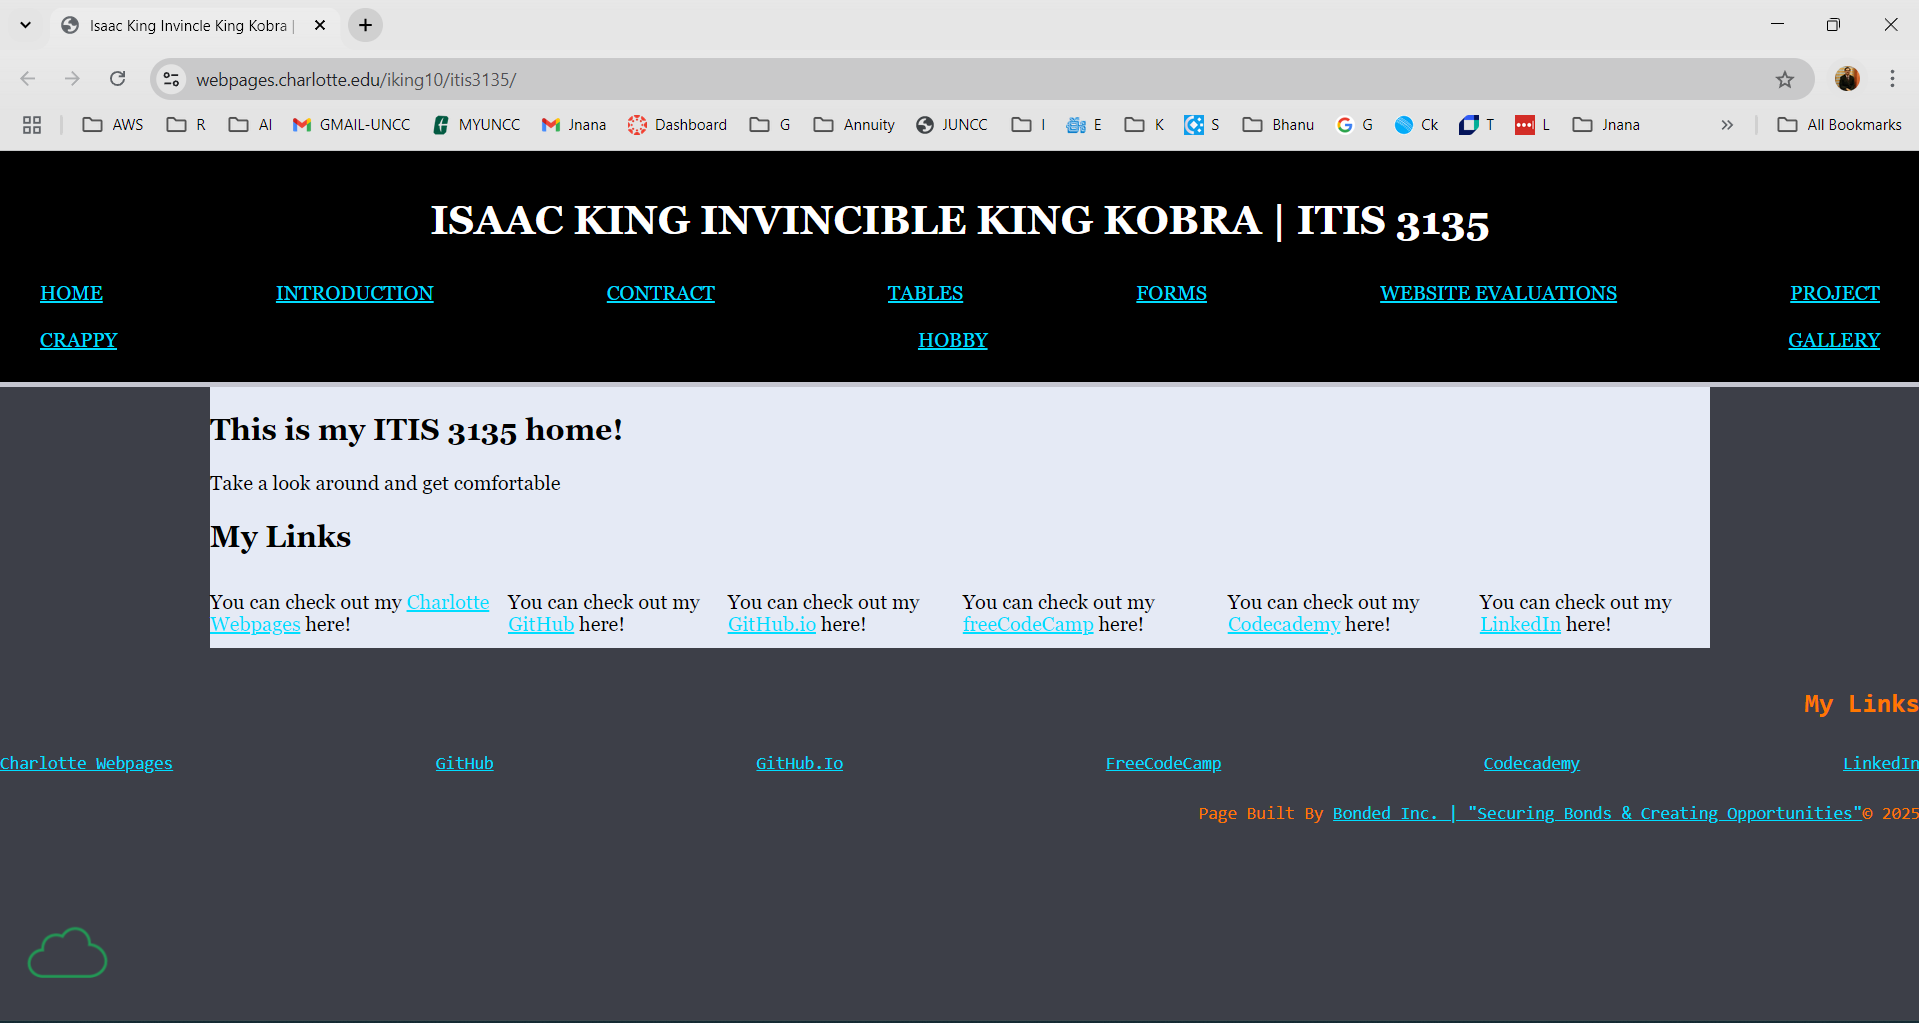 Isaac King Invincle King Kobra |
webpages.charlotte.edu/iking10/itis3135/
AWS R AI GMAIL-UNCC MYUNCC Jnana Dashboard G Annuity JUNCC I E K S Bhanu G Ck T L Jnana » All Bookmarks
ISAAC KING INVINCIBLE KING KOBRA | ITIS 3135
HOME INTRODUCTION CONTRACT TABLES FORMS WEBSITE EVALUATIONS PROJECT
CRAPPY HOBBY GALLERY
This is my ITIS 3135 home!
Take a look around and get comfortable
My Links
You can check out my Charlotte
Webpages here!
You can check out my
GitHub here!
You can check out my
GitHub.io here!
You can check out my
freeCodeCamp here!
You can check out my
Codecademy here!
You can check out my
LinkedIn here!
My Links
Charlotte Webpages GitHub GitHub.Io FreeCodeCamp Codecademy LinkedIn
Page Built By Bonded Inc. | "Securing Bonds & Creating Opportunities"© 2025